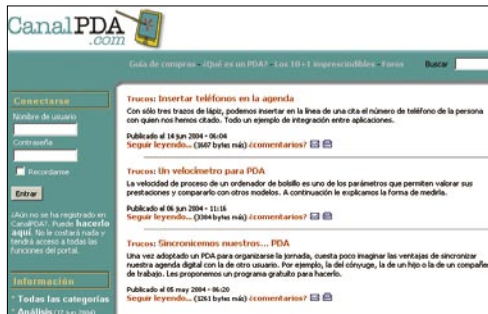 CanalPDA
.com
Guía de compras - ¿Qué es un PDA? - Los 10+1 imprescindibles - Foros
Buscar
Conectarse
Nombre de usuario
Contraseña
Recordarme
Entrar
¿Aún no se ha registrado en
CanalPDA?. Puede hacerlo
aquí. No le costará nada y
tendrá acceso a todas las
funciones del portal.
Información
* Todas las categorías
* Análisis (17 jun 2004)
Trucos: Insertar teléfonos en la agenda
Con sólo tres trazos de lápiz, podemos insertar en la línea de una cita el número de teléfono de la persona
con quien nos hemos citado. Todo un ejemplo de integración entre aplicaciones.
Publicado el 14 jun 2004 - 06:04
Seguir leyendo... (1607 bytes más) ¿comentarios?
Trucos: Un velocímetro para PDA
La velocidad de proceso de un ordenador de bolsillo es uno de los parámetros que permiten valorar sus
prestaciones y compararlo con otros modelos. A continuación le explicamos la forma de medirla.
Publicado el 06 jun 2004 - 11:16
Seguir leyendo... (3304 bytes más) ¿comentarios?
Trucos: Sincronicemos nuestros... PDA
Una vez adoptado un PDA para organizarse la jornada, cuesta poco imaginar las ventajas de sincronizar
nuestra agenda digital con la de otro usuario. Por ejemplo, la del cónyuge, la de un hijo o la de un compañe
de trabajo. Les proponemos un programa gratuito para hacerlo.
Publicado el 05 may 2004 - 06:20
Seguir leyendo... (1261 bytes más) ¿comentarios?